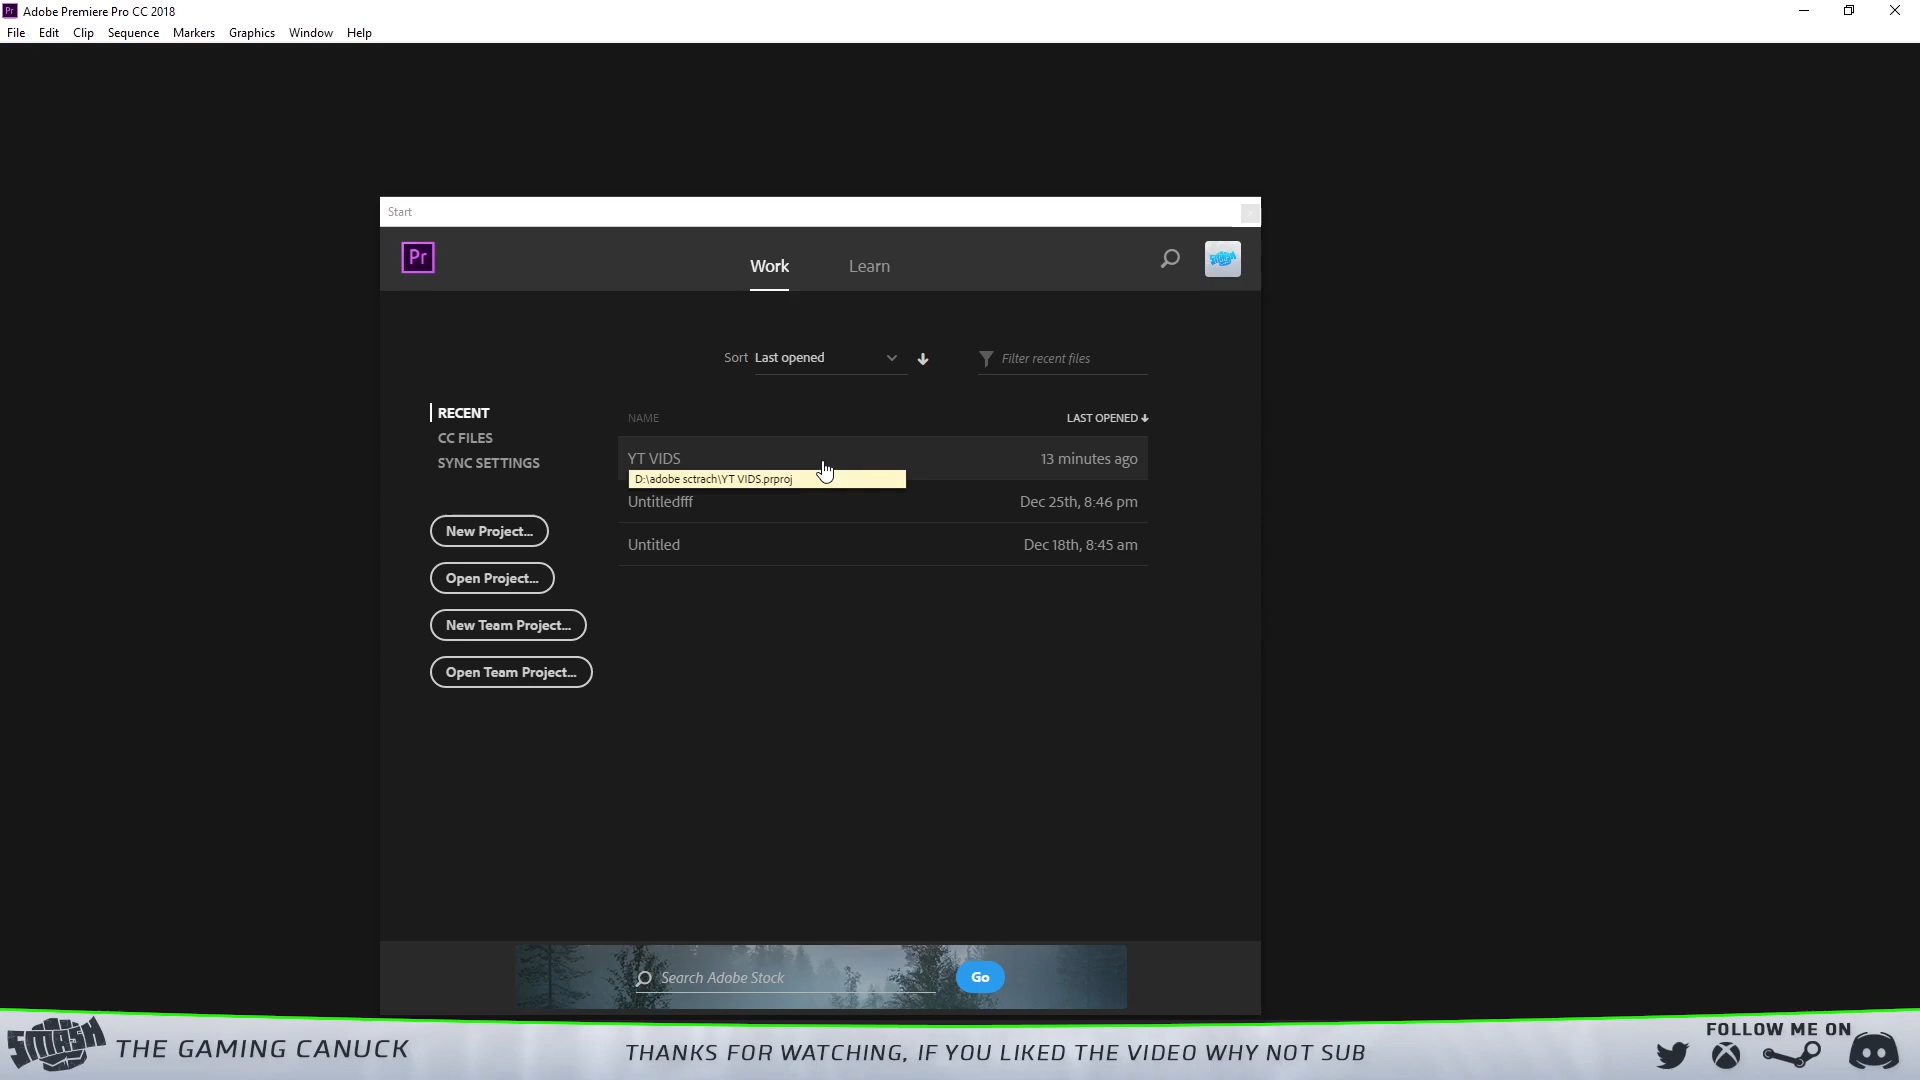 Pr Adobe Premiere Pro CC 2018
File Edit Clip Sequence Markers Graphics Window Help
Start
Pr
Work Learn
SMASH
Sort Last opened
Filter recent files
RECENT
CC FILES
SYNC SETTINGS
New Project...
Open Project...
New Team Project...
Open Team Project...
NAME LAST OPENED
YT VIDS 13 minutes ago
D:\adobe sctrach\YT VIDS.prproj
Untitledfff Dec 25th, 8:46 pm
Untitled Dec 18th, 8:45 am
Search Adobe Stock Go
SMASH THE GAMING CANUCK
THANKS FOR WATCHING, IF YOU LIKED THE VIDEO WHY NOT SUB
FOLLOW ME ON